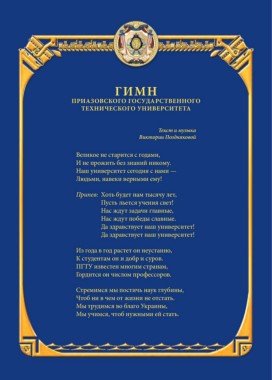 ГИМН
ПРИАЗОВСКОГО ГОСУДАРСТВЕННОГО
ТЕХНИЧЕСКОГО УНИВЕРСИТЕТА
Текст и музыка
Виктории Поздняковой
Великое не старится с годами,
И не прожить без знаний никому.
Наш университет сегодня с нами —
Людьми, навеки верными ему!
Припев: Хоть будет нам тысячу лет,
Пусть льется учения свет!
Нас ждут задачи главные,
Нас ждут победы славные.
Да здравствует наш университет!
Да здравствует наш университет!
Из года в год растет он неустанно,
К студентам он и добр и суров.
ПГТУ известен многим странам,
Гордится он числом профессоров.
Стремимся мы постичь наук глубины,
Чтоб ни в чем от жизни не отстать.
Мы трудимся во благо Украины,
Мы учимся, чтоб нужными ей стать.